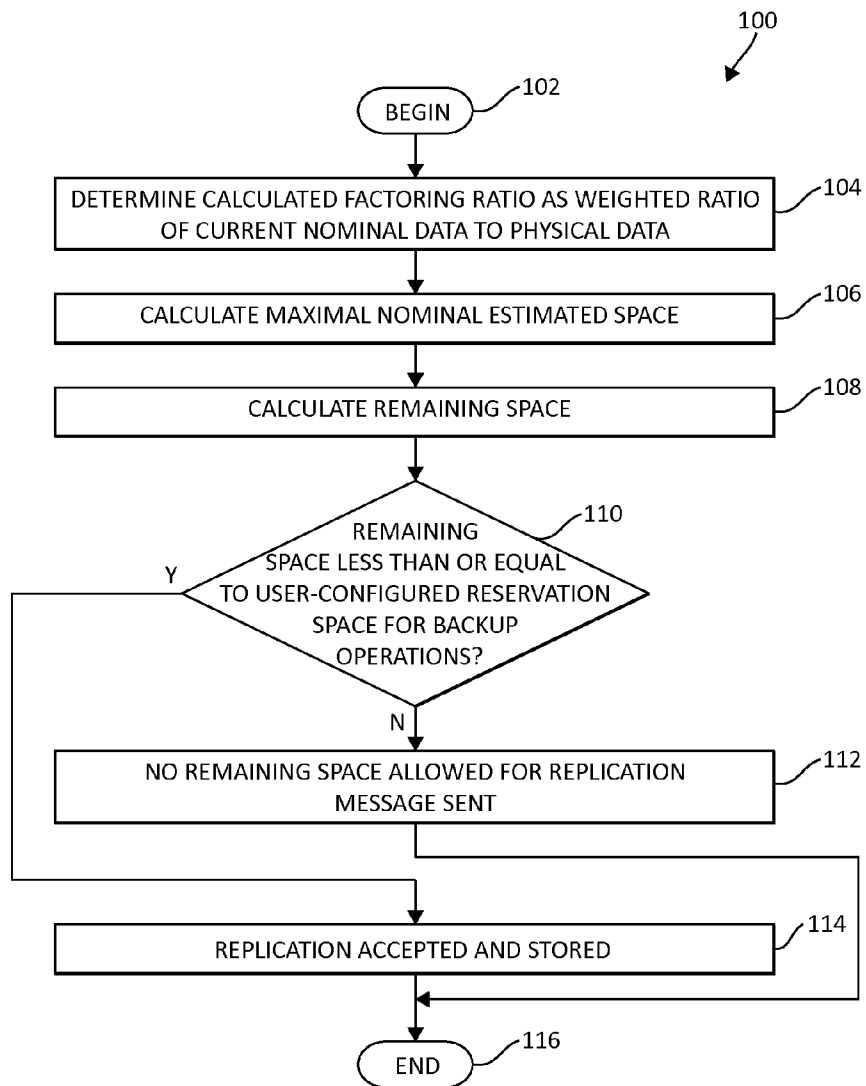 100
BEGIN
102
DETERMINE CALCULATED FACTORING RATIO AS WEIGHTED RATIO
OF CURRENT NOMINAL DATA TO PHYSICAL DATA
104
CALCULATE MAXIMAL NOMINAL ESTIMATED SPACE
106
CALCULATE REMAINING SPACE
108
REMAINING
SPACE LESS THAN OR EQUAL
TO USER-CONFIGURED RESERVATION
SPACE FOR BACKUP
OPERATIONS?
110
Y
N
NO REMAINING SPACE ALLOWED FOR REPLICATION
MESSAGE SENT
112
REPLICATION ACCEPTED AND STORED
114
END
116